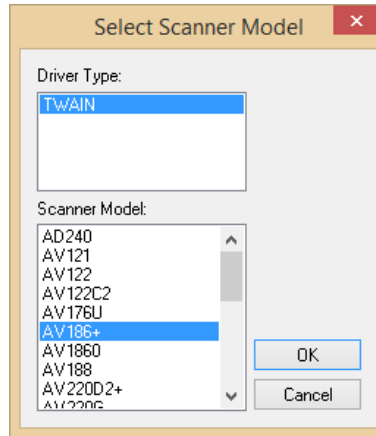 Select Scanner Model
Driver Type:
TWAIN
Scanner Model:
AD240
AV121
AV122
AV122C2
AV176U
AV186+
AV1860
AV188
AV220D2+
AV220G
OK
Cancel